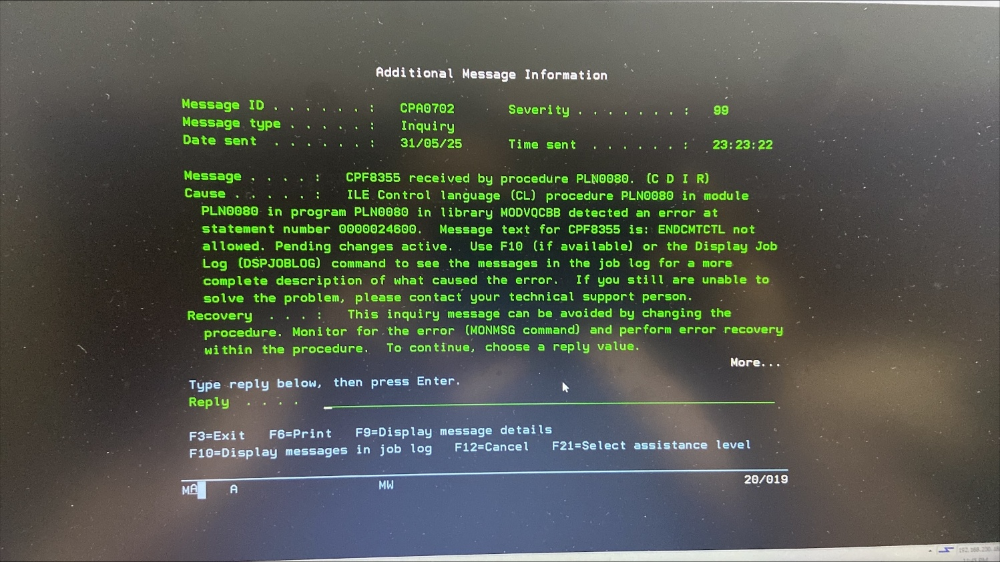 Additional Message Information
Message ID . . . . . . : CPA0702 Severity . . . . . . . : 99
Message type . . . . . : Inquiry
Date sent . . . . . . : 31/05/25 Time sent . . . . . . : 23:23:22
Message . . . . : CPF8355 received by procedure PLN0080. (C D I R)
Cause . . . . . : ILE Control language (CL) procedure PLN0080 in module
PLN0080 in program PLN0080 in library MODVQCBB detected an error at
statement number 0000024600. Message text for CPF8355 is: ENDCMTCTL not
allowed. Pending changes active. Use F10 (if available) or the Display Job
Log (DSPJOBLOG) command to see the messages in the job log for a more
complete description of what caused the error. If you still are unable to
solve the problem, please contact your technical support person.
Recovery . . . : This inquiry message can be avoided by changing the
procedure. Monitor for the error (MONMSG command) and perform error recovery
within the procedure. To continue, choose a reply value.
More...
Type reply below, then press Enter.
Reply . . . .
F3=Exit F6=Print F9=Display message details
F10=Display messages in job log F12=Cancel F21=Select assistance level
MA A MW 20/019